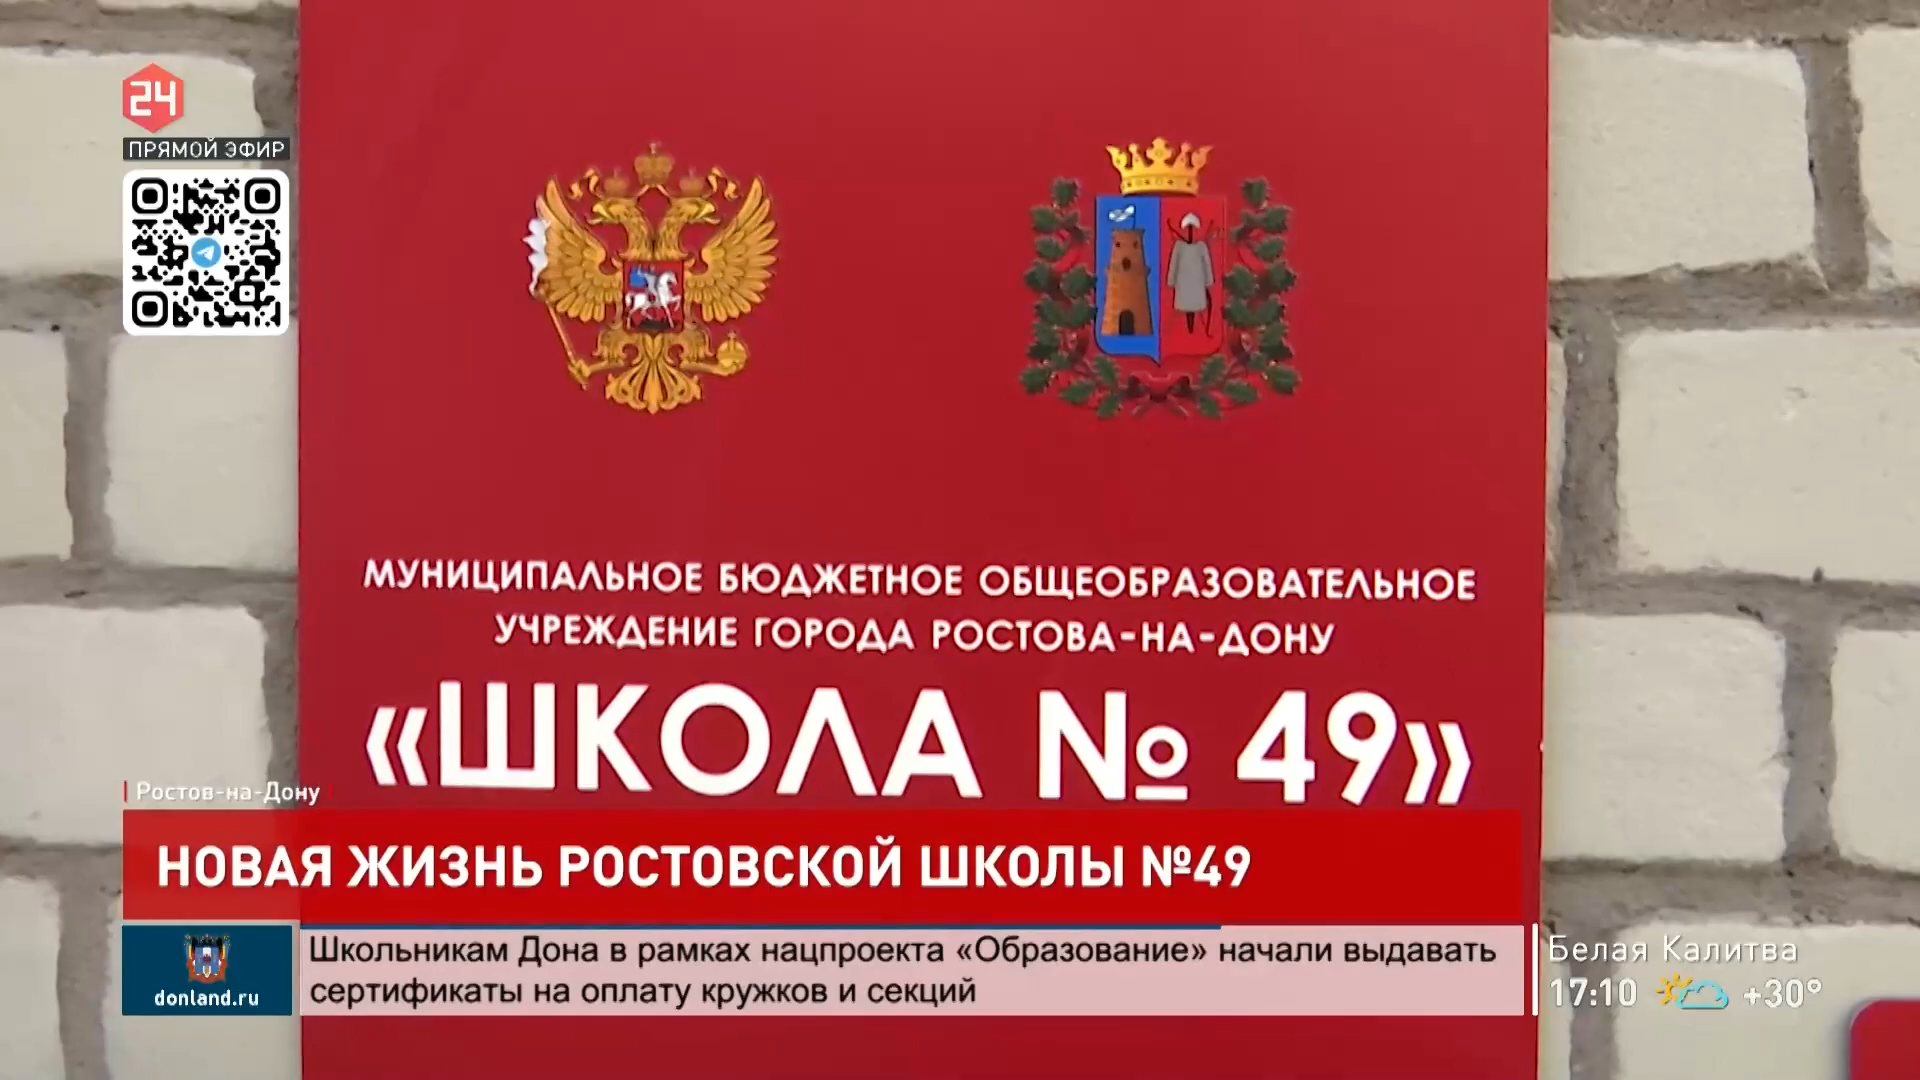 24
ПРЯМОЙ ЭФИР
МУНИЦИПАЛЬНОЕ БЮДЖЕТНОЕ ОБЩЕОБРАЗОВАТЕЛЬНОЕ
УЧРЕЖДЕНИЕ ГОРОДА РОСТОВА-НА-ДОНУ
«ШКОЛА № 49»
Ростов-на-Дону
НОВАЯ ЖИЗНЬ РОСТОВСКОЙ ШКОЛЫ №49
donland.ru
Школьникам Дона в рамках нацпроекта «Образование» начали выдавать
сертификаты на оплату кружков и секций
Белая Калитва
17:10 +30°